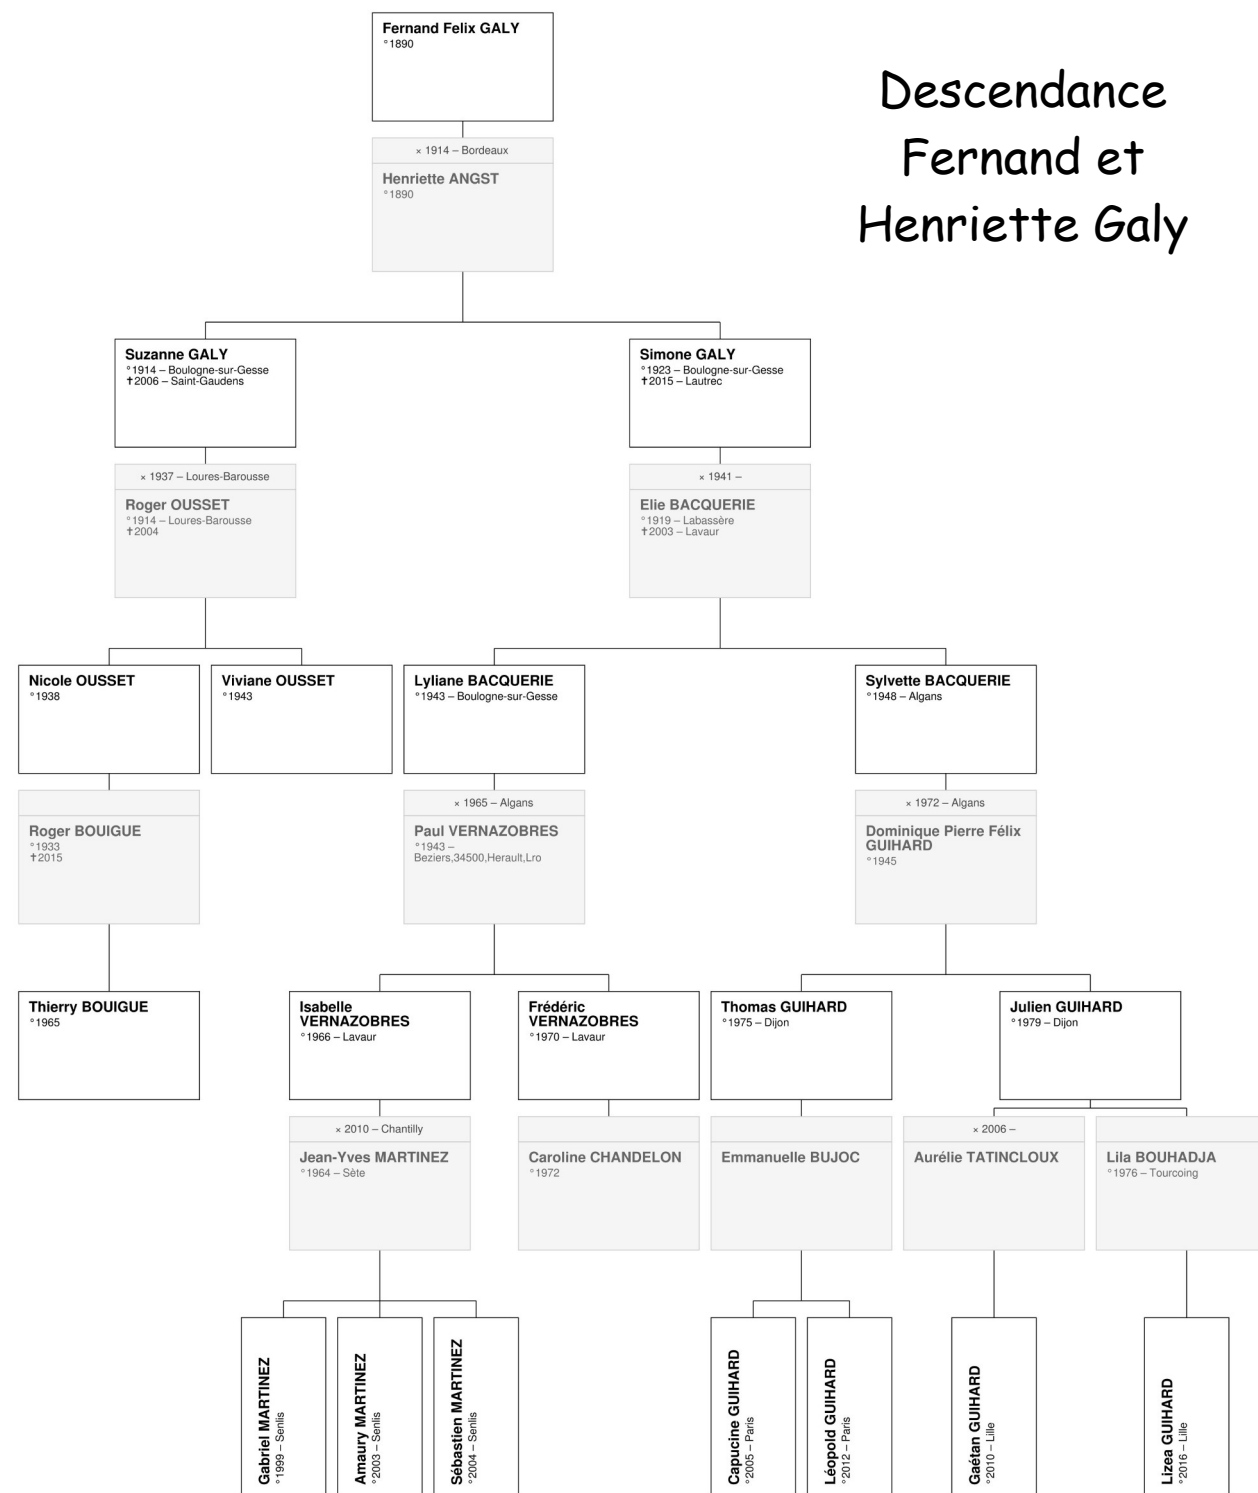 Fernand Felix GALY
°1890
Descendance
Fernand et
Henriette Galy
× 1914 – Bordeaux
Henriette ANGST
°1890
Suzanne GALY
°1914 – Boulogne-sur-Gesse
✝2006 – Saint-Gaudens
Simone GALY
°1923 – Boulogne-sur-Gesse
✝2015 – Lautrec
× 1937 – Loures-Barousse
Roger OUSSET
°1914 – Loures-Barousse
✝2004
× 1941 –
Elie BACQUERIE
°1919 – Labassère
✝2003 – Lavaur
Nicole OUSSET
°1938
Viviane OUSSET
°1943
Lyliane BACQUERIE
°1943 – Boulogne-sur-Gesse
Sylvette BACQUERIE
°1948 – Algans
Roger BOUIGUE
°1933
✝2015
× 1965 – Algans
Paul VERNAZOBRES
°1943 –
Beziers,34500,Herault,Lro
× 1972 – Algans
Dominique Pierre Félix
GUIHARD
°1945
Thierry BOUIGUE
°1965
Isabelle
VERNAZOBRES
°1966 – Lavaur
Frédéric
VERNAZOBRES
°1970 – Lavaur
Thomas GUIHARD
°1975 – Dijon
Julien GUIHARD
°1979 – Dijon
× 2010 – Chantilly
Jean-Yves MARTINEZ
°1964 – Sète
Caroline CHANDELON
°1972
Emmanuelle BUJOC
× 2006 –
Aurélie TATINCLOUX
Lila BOUHADJA
°1976 – Tourcoing
Gabriel MARTINEZ
°1999 – Senlis
Amaury MARTINEZ
°2003 – Senlis
Sébastien MARTINEZ
°2004 – Senlis
Capucine GUIHARD
°2005 – Paris
Léopold GUIHARD
°2012 – Paris
Gaétan GUIHARD
°2010 – Lille
Lizea GUIHARD
°2016 – Lille